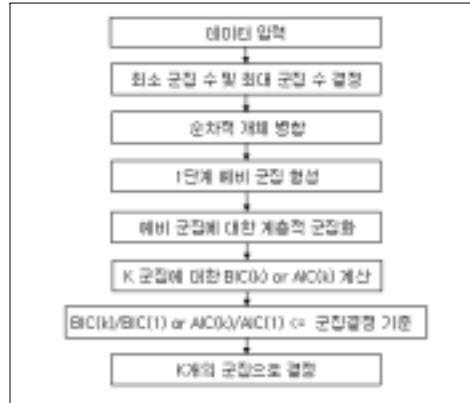 데이터 입력
최소 군집 수 및 최대 군집 수 결정
순차적 개체 병합
1단계 예비 군집 형성
예비 군집에 대한 계층적 군집화
K 군집에 대한 BIC(k) or AIC(k) 계산
BIC(k)/BIC(1) or AIC(k)/AIC(1) <= 군집결정 기준
K개의 군집으로 결정